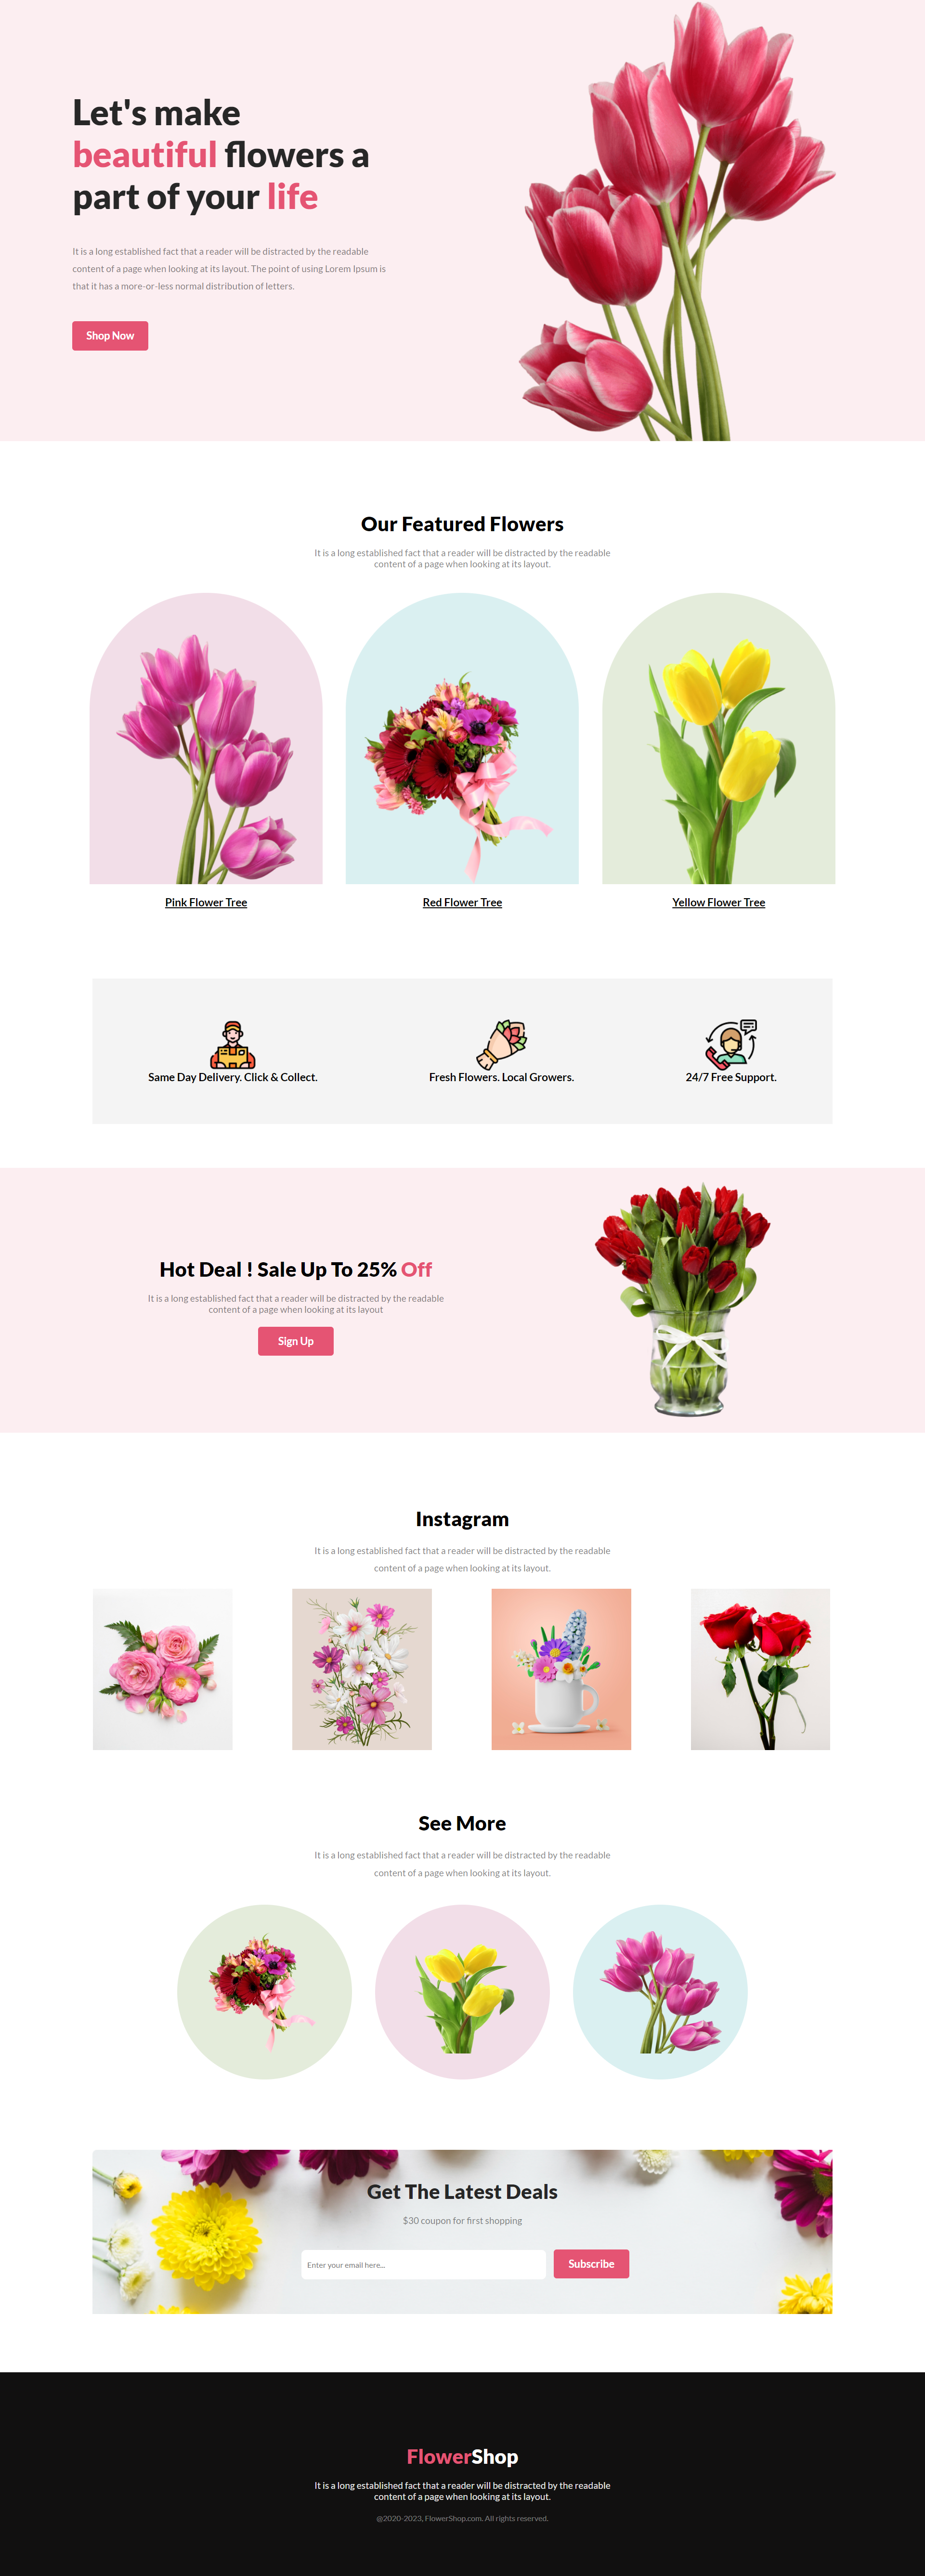 Let's make
beautiful flowers a
part of your life
It is a long established fact that a reader will be distracted by the readable
content of a page when looking at its layout. The point of using Lorem Ipsum is
that it has a more-or-less normal distribution of letters.
Shop Now
Our Featured Flowers
It is a long established fact that a reader will be distracted by the readable
content of a page when looking at its layout.
Pink Flower Tree
Red Flower Tree
Yellow Flower Tree
Same Day Delivery. Click & Collect.
Fresh Flowers. Local Growers.
24/7 Free Support.
Hot Deal ! Sale Up To 25% Off
It is a long established fact that a reader will be distracted by the readable
content of a page when looking at its layout
Sign Up
Instagram
It is a long established fact that a reader will be distracted by the readable
content of a page when looking at its layout.
See More
It is a long established fact that a reader will be distracted by the readable
content of a page when looking at its layout.
Get The Latest Deals
$30 coupon for first shopping
Enter your email here...
Subscribe
FlowerShop
It is a long established fact that a reader will be distracted by the readable
content of a page when looking at its layout.
@2020-2023, FlowerShop.com. All rights reserved.